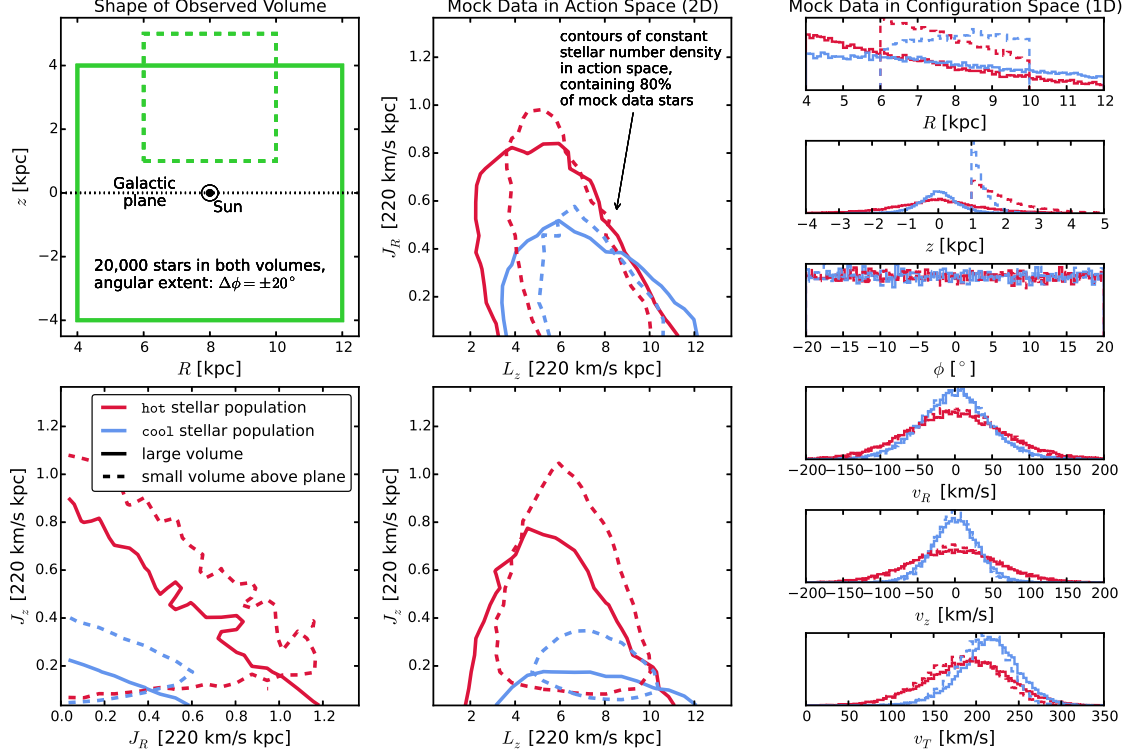 Shape of Observed Volume
4
2
0
−2
−4
z [kpc]
Galactic
plane
Sun
20,000 stars in both volumes,
angular extent: Δϕ = ±20°
4 6 8 10 12
R [kpc]
Mock Data in Action Space (2D)
contours of constant
stellar number density
in action space,
containing 80%
of mock data stars
1.2
1.0
0.8
0.6
0.4
0.2
J_R [220 km/s kpc]
2 4 6 8 10 12
L_z [220 km/s kpc]
Mock Data in Configuration Space (1D)
4 5 6 7 8 9 10 11 12
R [kpc]
−4 −3 −2 −1 0 1 2 3 4 5
z [kpc]
−20 −15 −10 −5 0 5 10 15 20
ϕ [°]
−200 −150 −100 −50 0 50 100 150 200
v_R [km/s]
−200 −150 −100 −50 0 50 100 150 200
v_z [km/s]
0 50 100 150 200 250 300 350
v_T [km/s]
hot stellar population
cool stellar population
large volume
small volume above plane
1.2
1.0
0.8
0.6
0.4
0.2
J_z [220 km/s kpc]
0.0 0.2 0.4 0.6 0.8 1.0 1.2
J_R [220 km/s kpc]
1.2
1.0
0.8
0.6
0.4
0.2
J_z [220 km/s kpc]
2 4 6 8 10 12
L_z [220 km/s kpc]